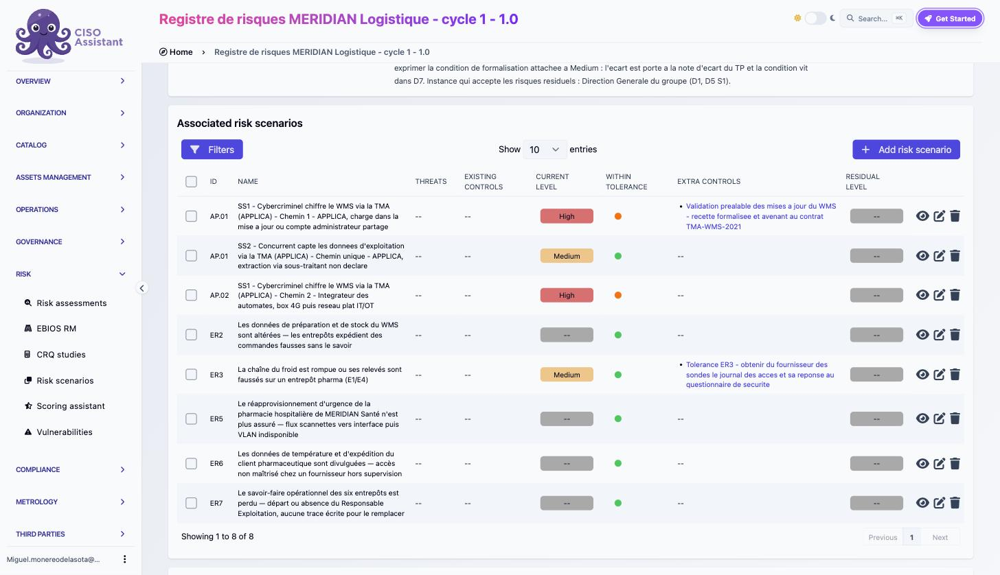 CISO
Assistant
Registre de risques MERIDIAN Logistique - cycle 1 - 1.0
Search...
⌘K
Get Started
Home
Registre de risques MERIDIAN Logistique - cycle 1 - 1.0
OVERVIEW
ORGANIZATION
CATALOG
ASSETS MANAGEMENT
OPERATIONS
GOVERNANCE
RISK
Risk assessments
EBIOS RM
CRQ studies
Risk scenarios
Scoring assistant
Vulnerabilities
COMPLIANCE
METROLOGY
THIRD PARTIES
Miguel.monereodelasota@...
exprimer la condition de formalisation attachee a Medium : l'ecart est porte a la note d'ecart du TP et la condition vit
dans D7. Instance qui accepte les risques residuels : Direction Generale du groupe (D1, D5 S1).
Associated risk scenarios
Filters
Show 10 entries
Add risk scenario
ID
NAME
THREATS
EXISTING
CONTROLS
CURRENT
LEVEL
WITHIN
TOLERANCE
EXTRA CONTROLS
RESIDUAL
LEVEL
AP.01
SS1 - Cybercriminel chiffre le WMS via la TMA
(APPLICA) - Chemin 1 - APPLICA, charge dans la
mise a jour ou compte administrateur partage
--
--
High
Validation prealable des mises a jour du WMS
- recette formalisee et avenant au contrat
TMA-WMS-2021
--
AP.01
SS2 - Concurrent capte les donnees d'exploitation
via la TMA (APPLICA) - Chemin unique - APPLICA,
extraction via sous-traitant non declare
--
--
Medium
--
--
AP.02
SS1 - Cybercriminel chiffre le WMS via la TMA
(APPLICA) - Chemin 2 - Integrateur des
automates, box 4G puis reseau plat IT/OT
--
--
High
--
--
ER2
Les données de préparation et de stock du WMS
sont altérées — les entrepôts expédient des
commandes fausses sans le savoir
--
--
--
--
--
ER3
La chaîne du froid est rompue ou ses relevés sont
faussés sur un entrepôt pharma (E1/E4)
--
--
Medium
Tolerance ER3 - obtenir du fournisseur des
sondes le journal des acces et sa reponse au
questionnaire de securite
--
ER5
Le réapprovisionnement d'urgence de la
pharmacie hospitalière de MERIDIAN Santé n'est
plus assuré — flux scannettes vers interface puis
VLAN indisponible
--
--
--
--
--
ER6
Les données de température et d'expédition du
client pharmaceutique sont divulguées — accès
non maîtrisé chez un fournisseur hors supervision
--
--
--
--
--
ER7
Le savoir-faire opérationnel des six entrepôts est
perdu — départ ou absence du Responsable
Exploitation, aucune trace écrite pour le remplacer
--
--
--
--
--
Showing 1 to 8 of 8
Previous
1
Next